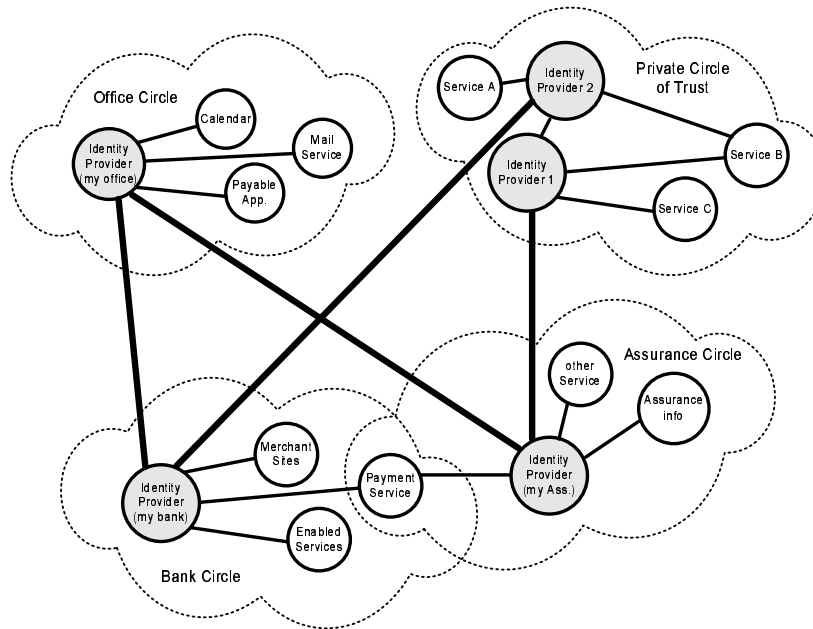 Office Circle
Calendar
Identity
Provider
(my office)
Mail
Service
Payable
App.
Private Circle
of Trust
Identity
Provider 2
Service A
Identity
Provider 1
Service B
Service C
Assurance Circle
other
Service
Assurance
info
Identity
Provider
(my Ass.)
Merchant
Sites
Payment
Service
Identity
Provider
(my bank)
Enabled
Services
Bank Circle